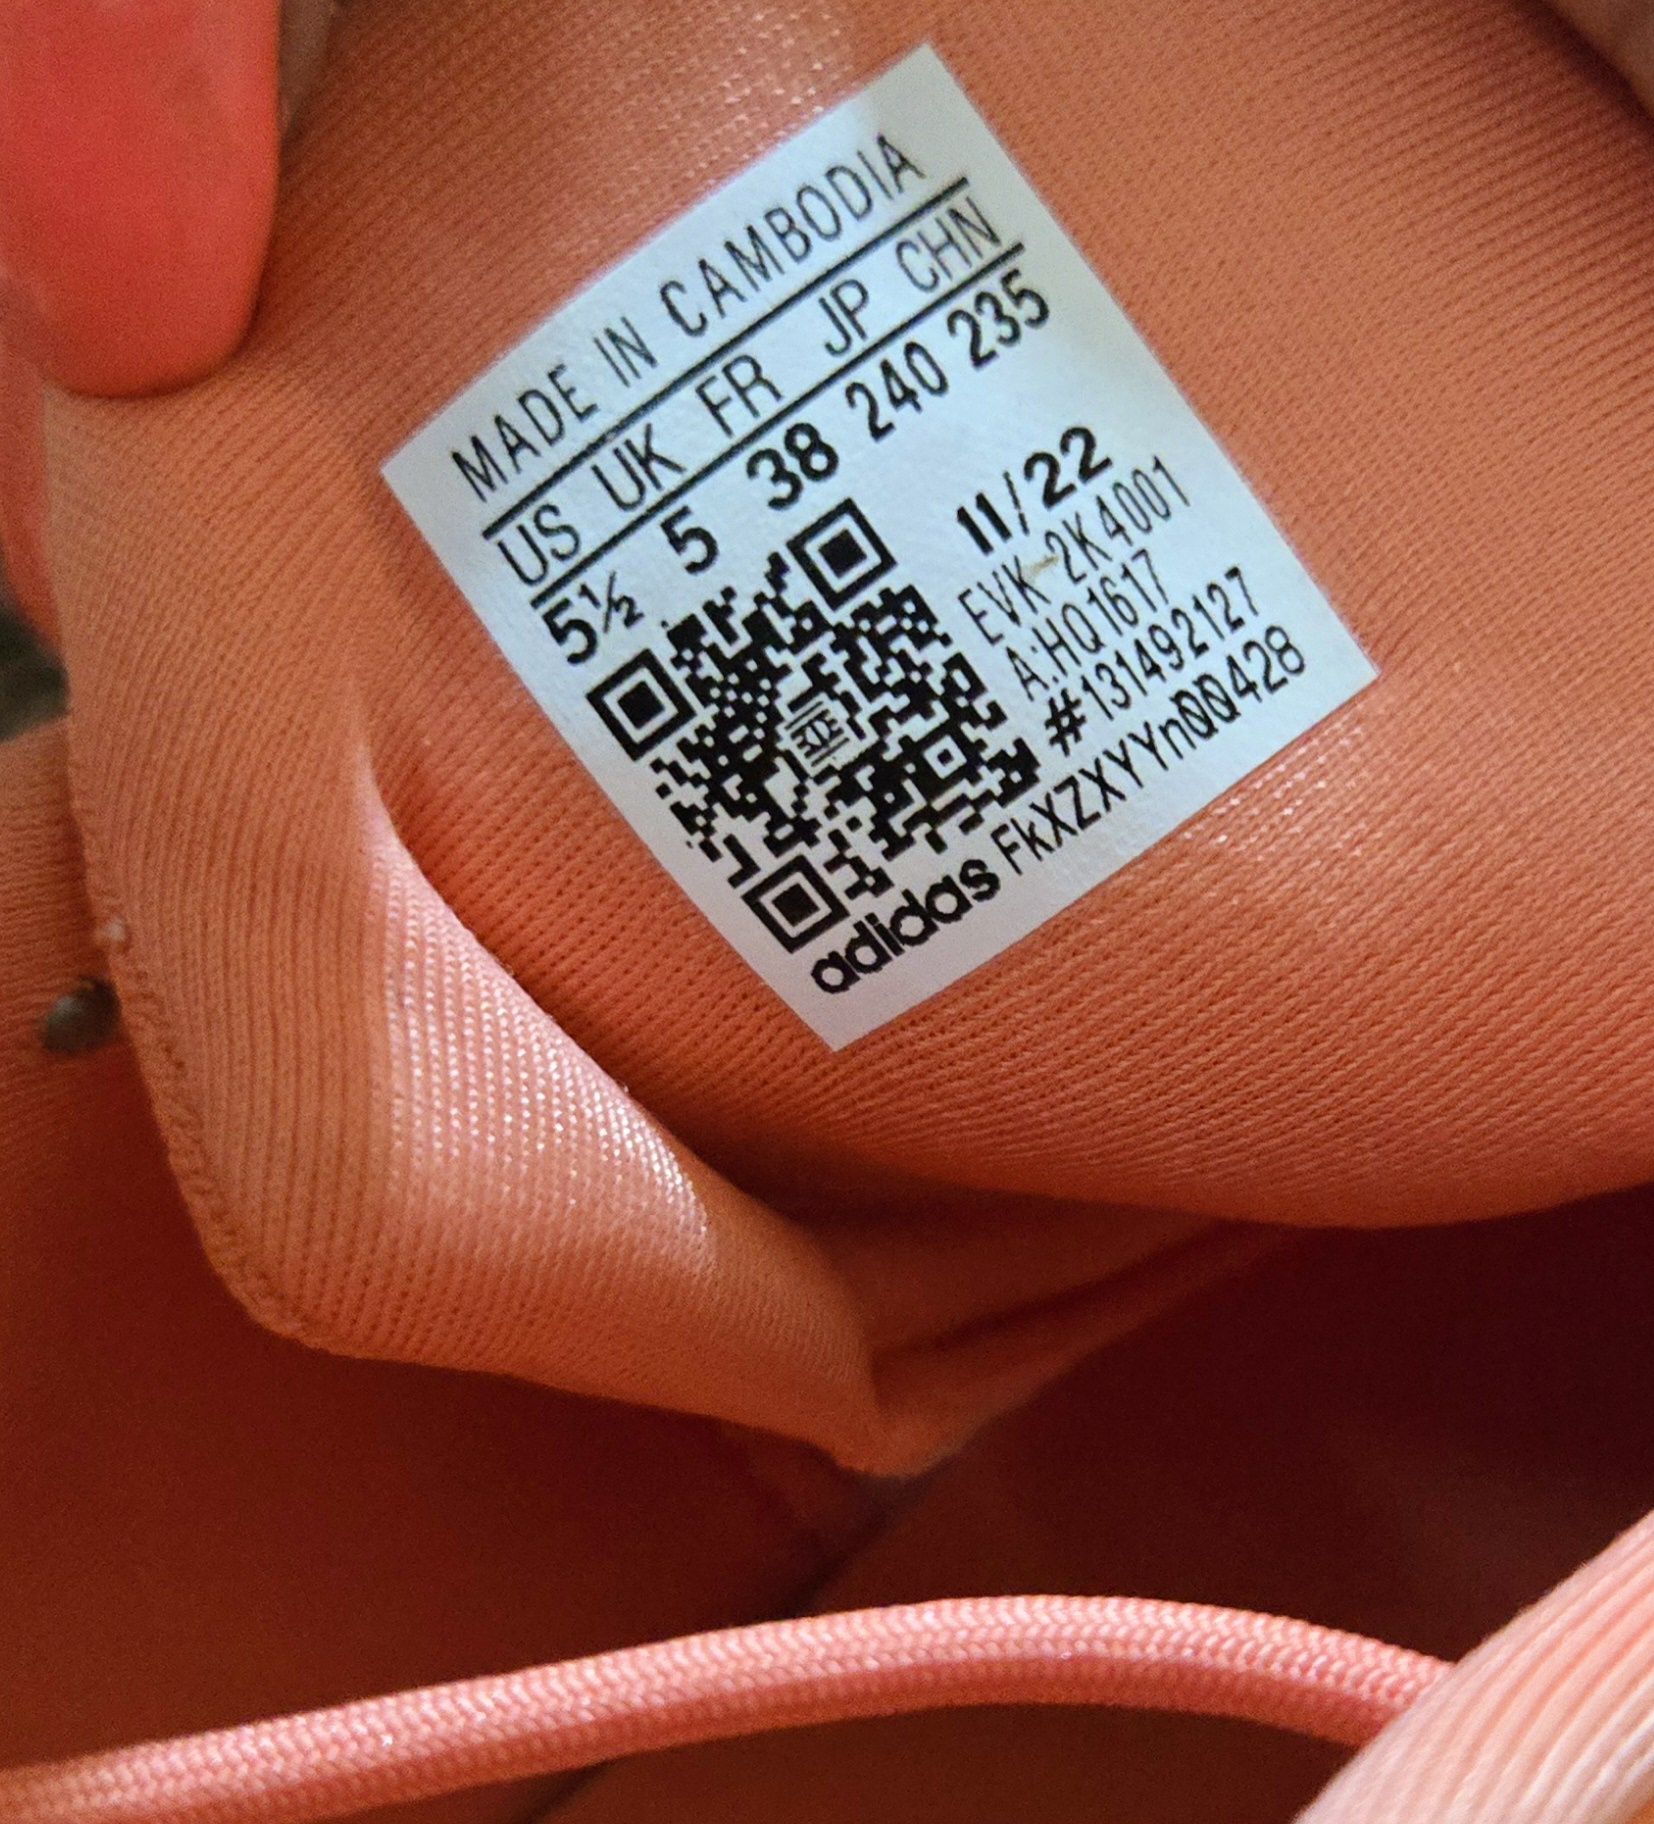 MADE IN CAMBODIA
US UK FR JP CHN
5½ 5 38 240 235
11/22
EVK 2K4001
A:HQ1617
#131492127
adidas FkXZXYYnQQ428